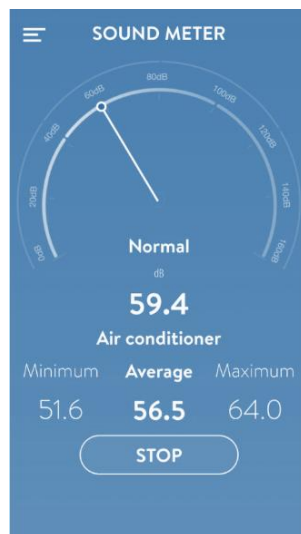 SOUND METER
0dB
20dB
40dB
60dB
80dB
100dB
120dB
140dB
160dB
Normal
dB
59.4
Air conditioner
Minimum Average Maximum
51.6 56.5 64.0
STOP